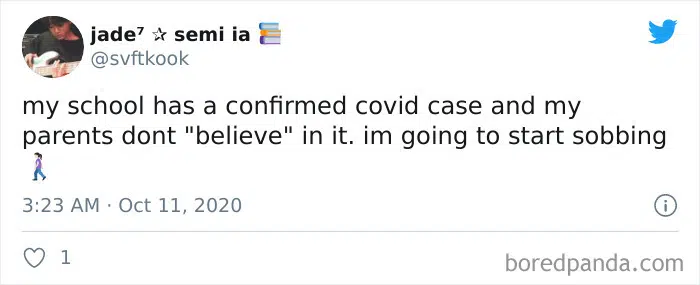 jade⁷ ✰ semi ia 📚
@svftkook
my school has a confirmed covid case and my
parents dont "believe" in it. im going to start sobbing
🚶🏻‍♀️
3:23 AM · Oct 11, 2020
1
boredpanda.com